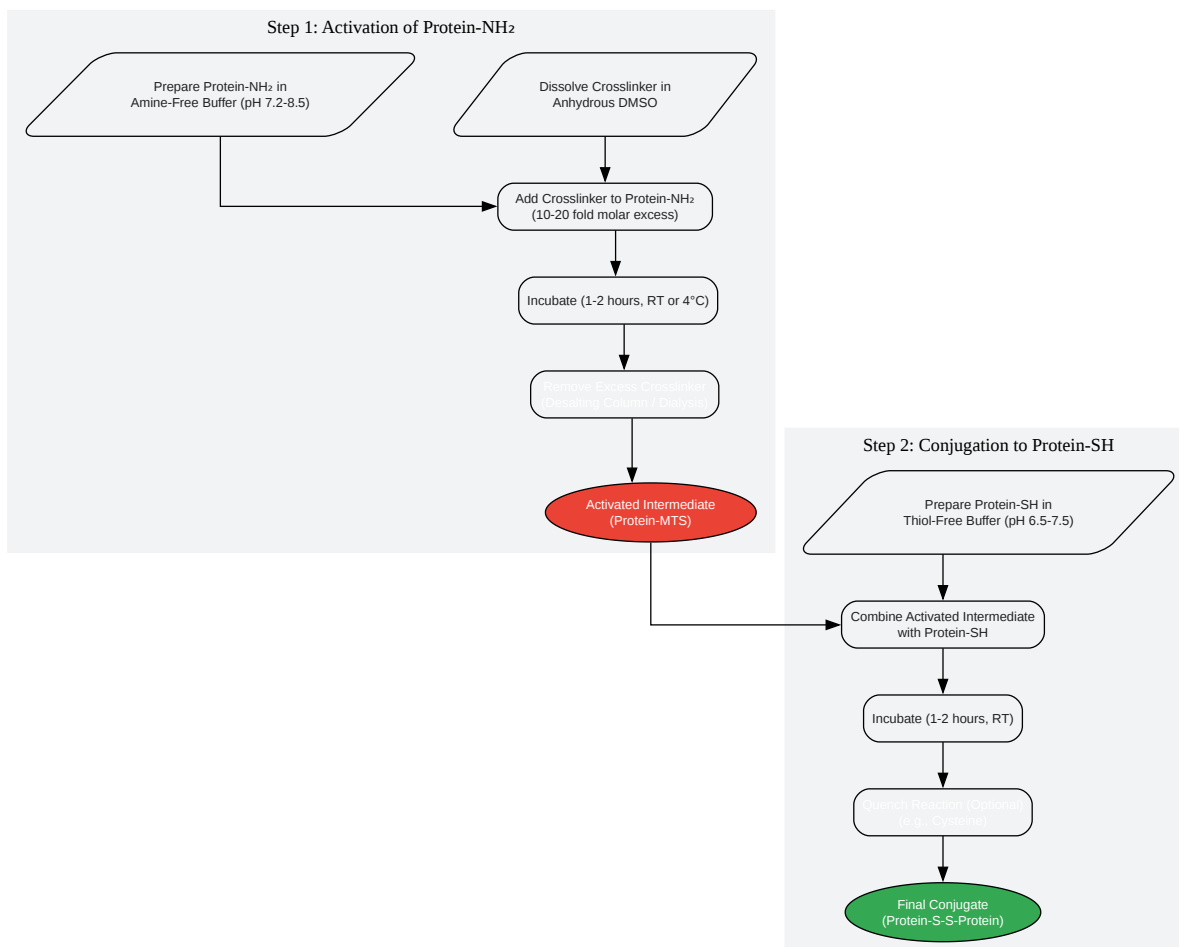 Step 1: Activation of Protein-NH₂
Prepare Protein-NH₂ in
Amine-Free Buffer (pH 7.2-8.5)
Dissolve Crosslinker in
Anhydrous DMSO
Add Crosslinker to Protein-NH₂
(10-20 fold molar excess)
Incubate (1-2 hours, RT or 4°C)
Remove Excess Crosslinker
(Desalting Column / Dialysis)
Activated Intermediate
(Protein-MTS)
Step 2: Conjugation to Protein-SH
Prepare Protein-SH in
Thiol-Free Buffer (pH 6.5-7.5)
Combine Activated Intermediate
with Protein-SH
Incubate (1-2 hours, RT)
Quench Reaction (Optional)
(e.g., Cysteine)
Final Conjugate
(Protein-S-S-Protein)